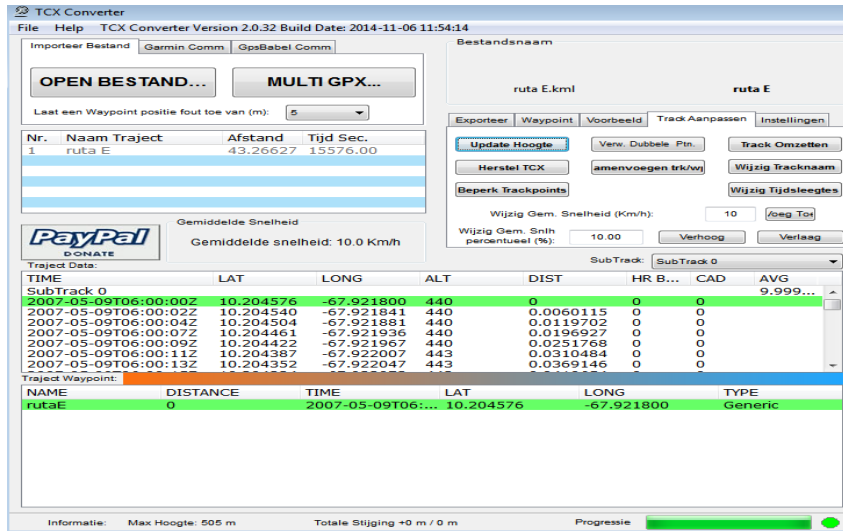 TCX Converter
File Help TCX Converter Version 2.0.32 Build Date: 2014-11-06 11:54:14
Importeer Bestand Garmin Comm GpsBabel Comm
OPEN BESTAND... MULTI GPX...
Laat een Waypoint positie fout toe van (m): 5
Nr. Naam Traject Afstand Tijd Sec.
1 ruta E 43.26627 15576.00
Bestandsnaam
ruta E.kml ruta E
Exporteer Waypoint Voorbeeld Track Aanpassen Instellingen
Update Hoogte Verw. Dubbele Ptn. Track Omzetten
Herstel TCX amenvoegen trk/wj Wijzig Tracknaam
Beperk Trackpoints Wijzig Tijdsleegtes
Wijzig Gem. Snelheid (Km/h): 10 /oeg Toe
Wijzig Gem. Snlh
percentueel (%): 10.00 Verhoog Verlaag
PayPal
DONATE
Gemiddelde Snelheid
Gemiddelde snelheid: 10.0 Km/h
SubTrack: SubTrack 0
Traject Data:
TIME LAT LONG ALT DIST HR B... CAD AVG
SubTrack 0 9.999...
2007-05-09T06:00:00Z 10.204576 -67.921800 440 0 0 0
2007-05-09T06:00:02Z 10.204540 -67.921841 440 0.0060115 0 0
2007-05-09T06:00:04Z 10.204504 -67.921881 440 0.0119702 0 0
2007-05-09T06:00:07Z 10.204461 -67.921936 440 0.0196927 0 0
2007-05-09T06:00:09Z 10.204422 -67.921967 440 0.0251768 0 0
2007-05-09T06:00:11Z 10.204387 -67.922007 443 0.0310484 0 0
2007-05-09T06:00:13Z 10.204352 -67.922047 443 0.0369146 0 0
Traject Waypoint:
NAME DISTANCE TIME LAT LONG TYPE
rutaE 0 2007-05-09T06:... 10.204576 -67.921800 Generic
Informatie: Max Hoogte: 505 m Totale Stijging +0 m / 0 m Progressie